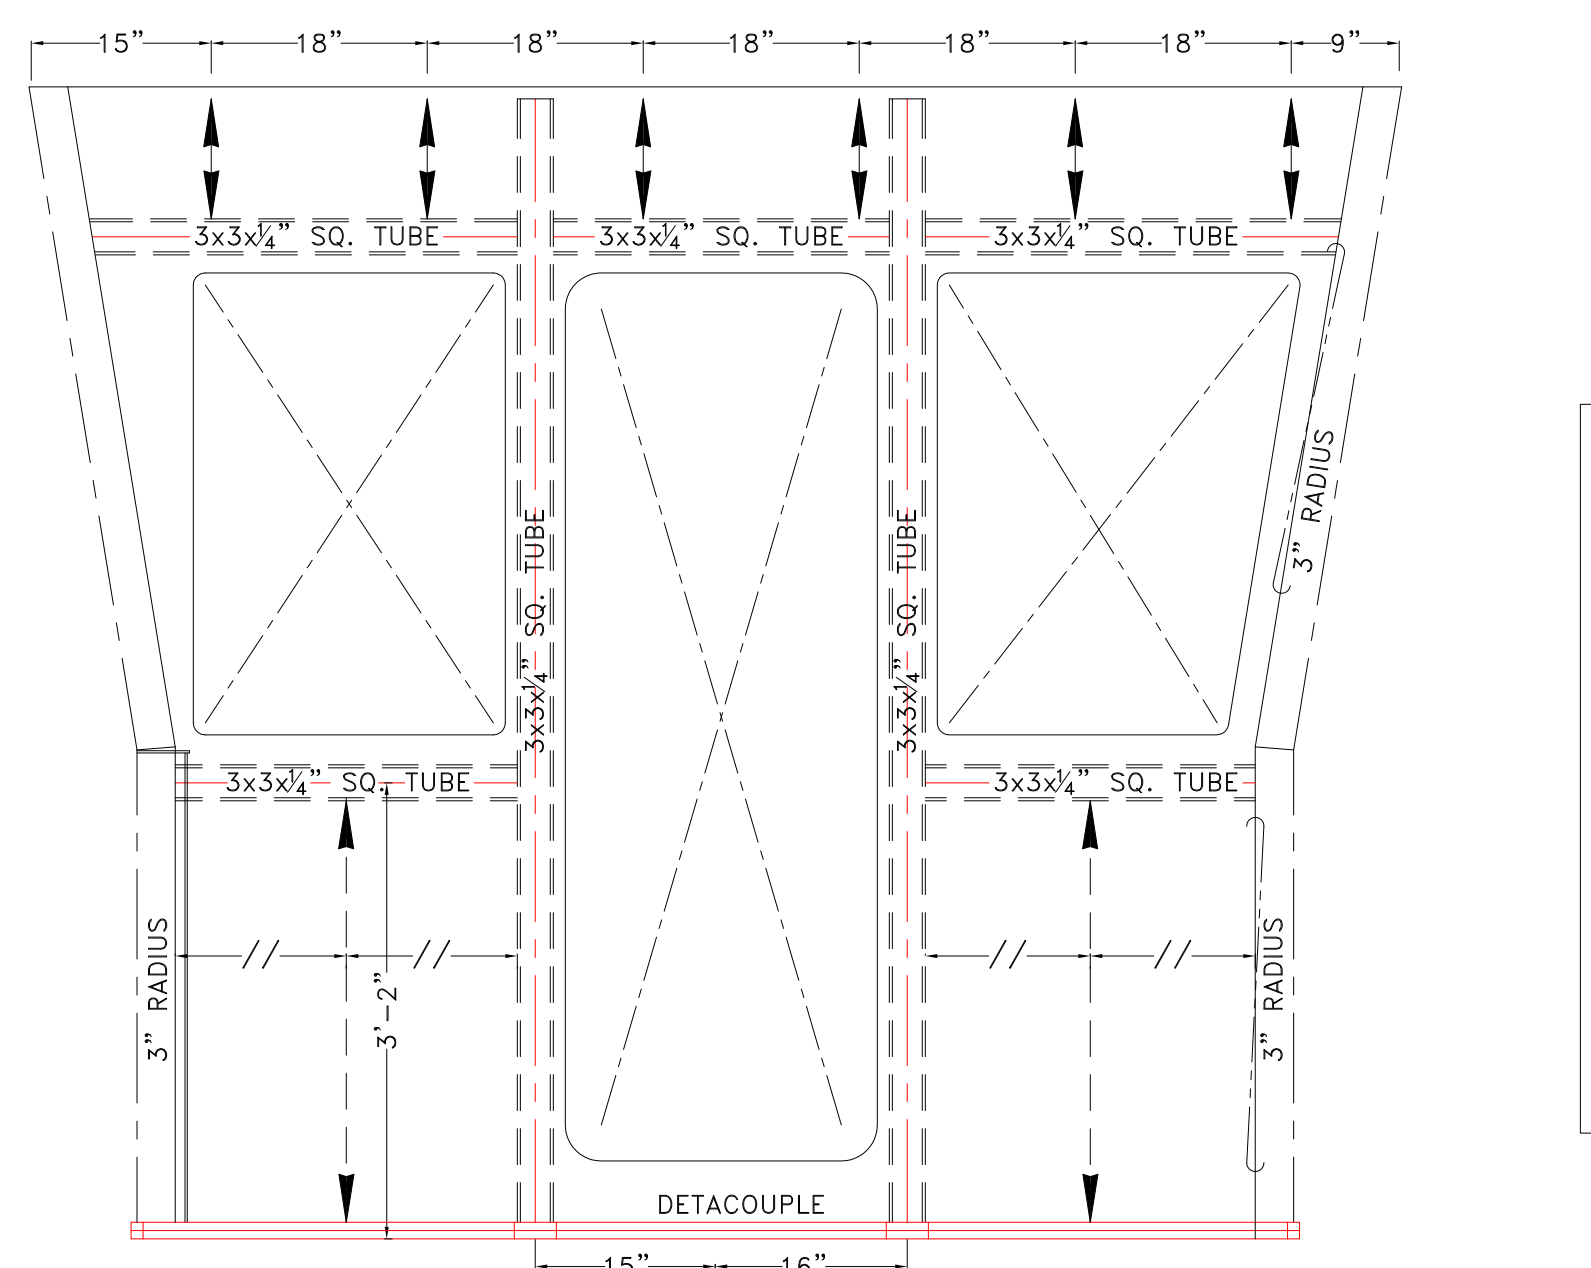 15” 18” 18” 18” 18” 18” 9”
3x3x¼” SQ. TUBE 3x3x¼” SQ. TUBE 3x3x¼” SQ. TUBE
3” RADIUS
3x3x¼” SQ. TUBE
3x3x¼” SQ. TUBE
3x3x¼” SQ. TUBE 3x3x¼” SQ. TUBE
3” RADIUS
3'-2”
3” RADIUS
DETACOUPLE
15” 16”